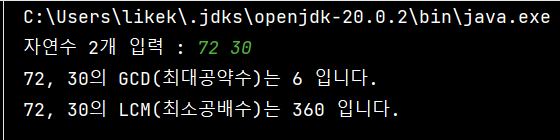 C:\Users\likek\.jdks\openjdk-20.0.2\bin\java.exe
자연수 2개 입력 : 72 30
72, 30의 GCD(최대공약수)는 6 입니다.
72, 30의 LCM(최소공배수)는 360 입니다.